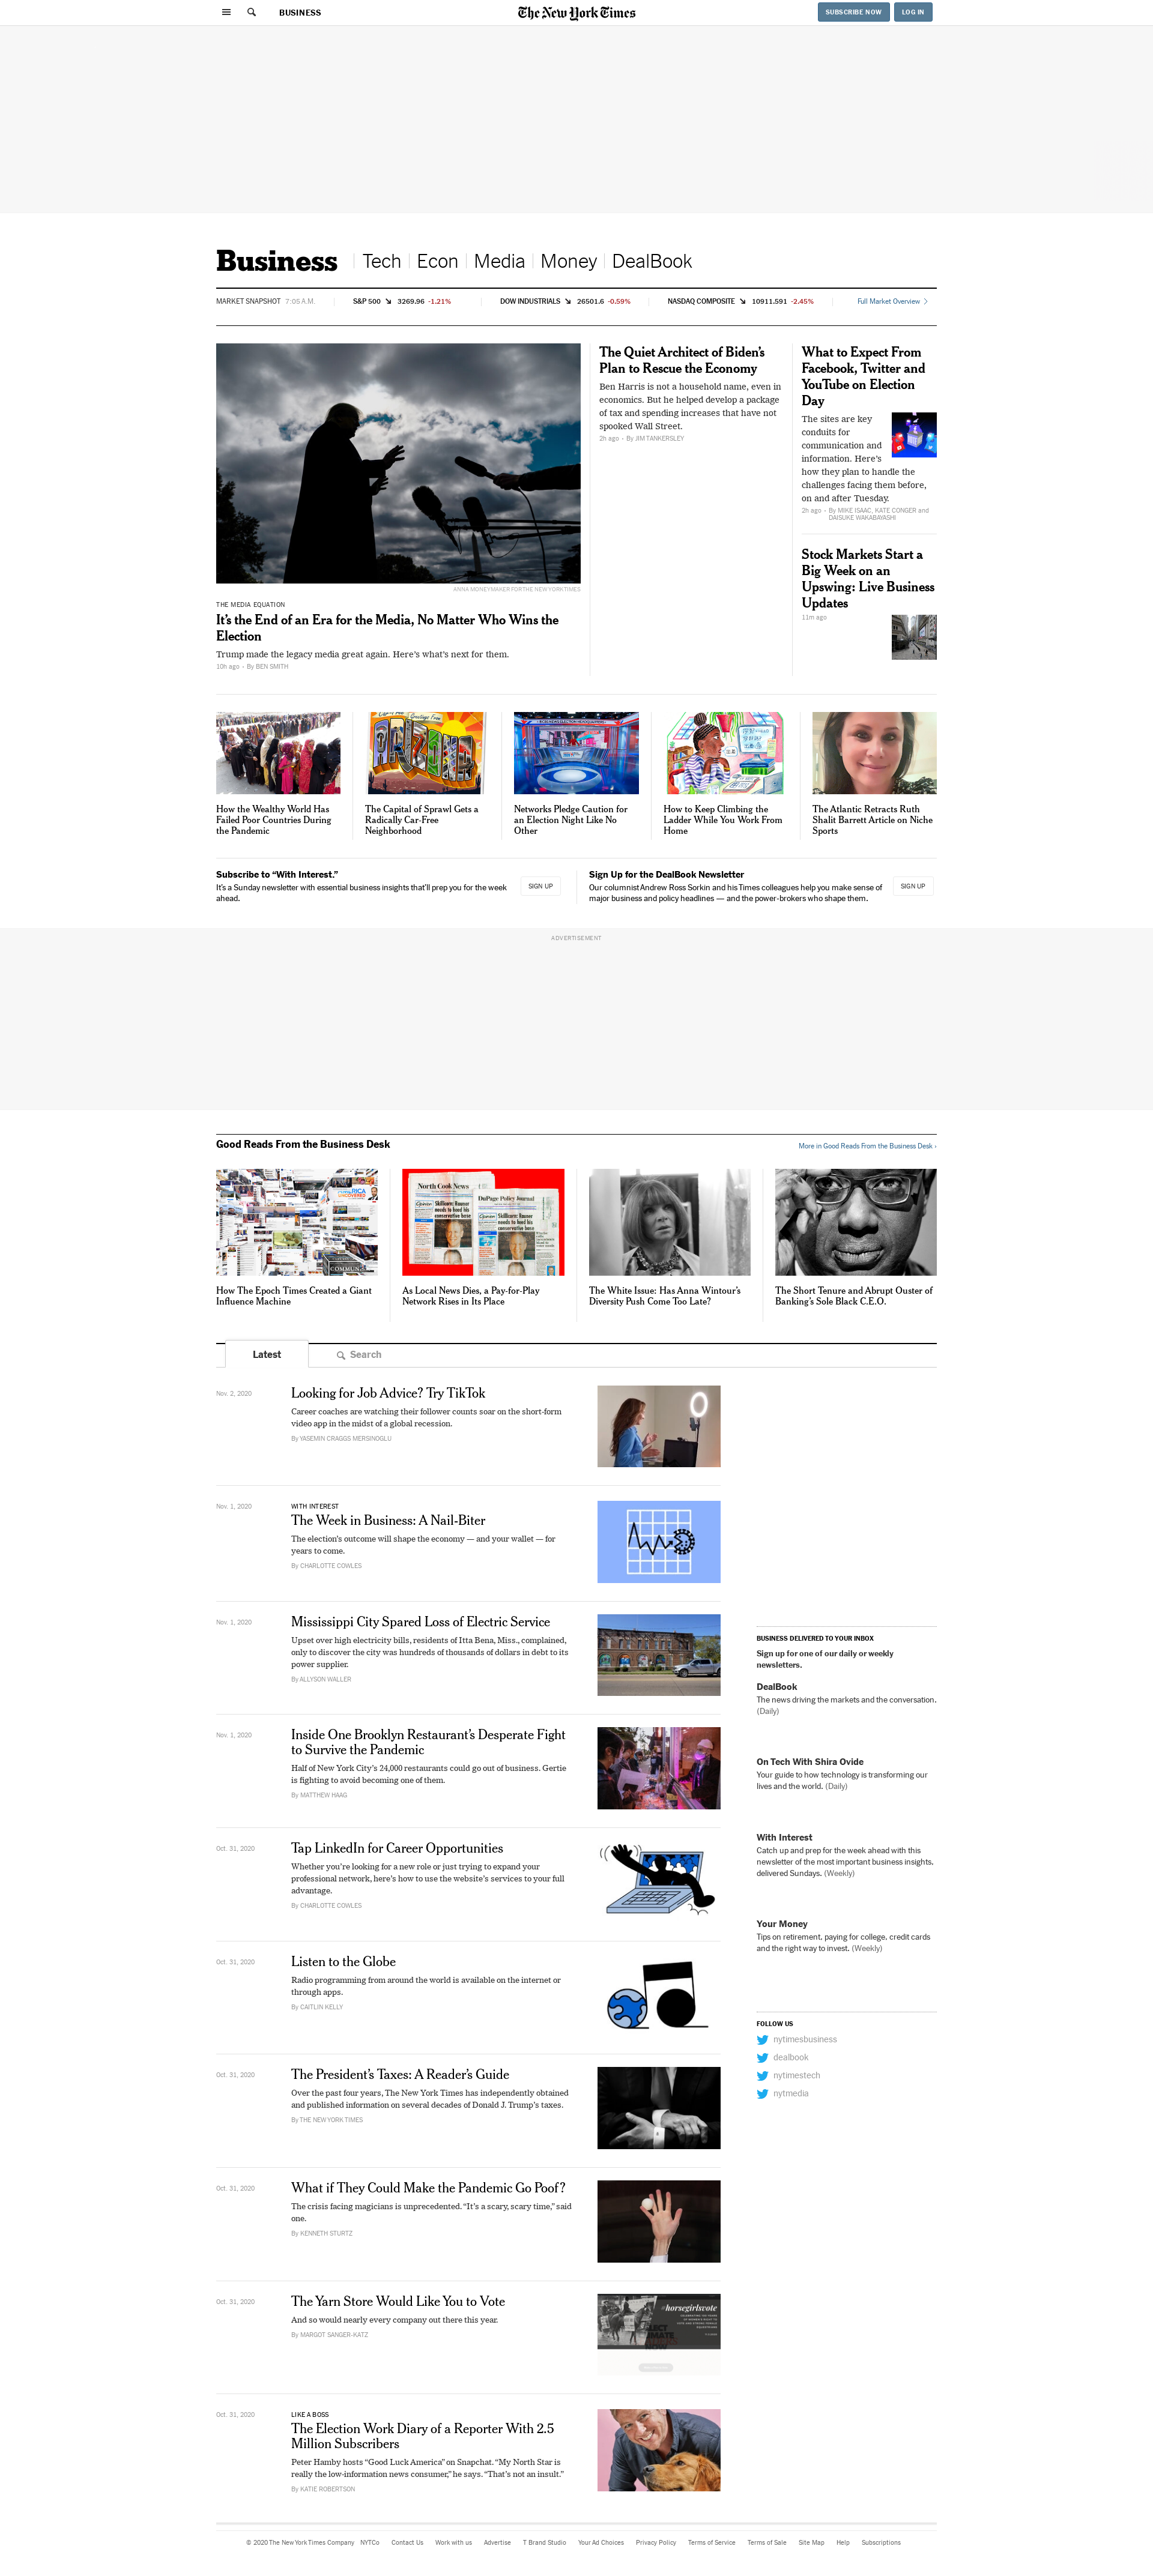 BUSINESS
The New York Times
SUBSCRIBE NOW
LOG IN
Business
Tech
Econ
Media
Money
DealBook
MARKET SNAPSHOT 7:05 A.M.
S&P 500 3269.96 -1.21%
DOW INDUSTRIALS 26501.6 -0.59%
NASDAQ COMPOSITE 10911.591 -2.45%
Full Market Overview
ANNA MONEYMAKER FOR THE NEW YORK TIMES
THE MEDIA EQUATION
It’s the End of an Era for the Media, No Matter Who Wins the
Election
Trump made the legacy media great again. Here’s what’s next for them.
10h ago - By BEN SMITH
The Quiet Architect of Biden’s
Plan to Rescue the Economy
Ben Harris is not a household name, even in
economics. But he helped develop a package
of tax and spending increases that have not
spooked Wall Street.
2h ago - By JIM TANKERSLEY
What to Expect From
Facebook, Twitter and
YouTube on Election
Day
The sites are key
conduits for
communication and
information. Here’s
how they plan to handle the
challenges facing them before,
on and after Tuesday.
2h ago - By MIKE ISAAC, KATE CONGER and
DAISUKE WAKABAYASHI
Stock Markets Start a
Big Week on an
Upswing: Live Business
Updates
11m ago
How the Wealthy World Has
Failed Poor Countries During
the Pandemic
The Capital of Sprawl Gets a
Radically Car-Free
Neighborhood
Networks Pledge Caution for
an Election Night Like No
Other
How to Keep Climbing the
Ladder While You Work From
Home
The Atlantic Retracts Ruth
Shalit Barrett Article on Niche
Sports
Subscribe to “With Interest.”
It’s a Sunday newsletter with essential business insights that’ll prep you for the week
ahead.
SIGN UP
Sign Up for the DealBook Newsletter
Our columnist Andrew Ross Sorkin and his Times colleagues help you make sense of
major business and policy headlines — and the power-brokers who shape them.
SIGN UP
ADVERTISEMENT
Good Reads From the Business Desk
More in Good Reads From the Business Desk ›
North Cook News
DuPage Policy Journal
How The Epoch Times Created a Giant
Influence Machine
As Local News Dies, a Pay-for-Play
Network Rises in Its Place
The White Issue: Has Anna Wintour’s
Diversity Push Come Too Late?
The Short Tenure and Abrupt Ouster of
Banking’s Sole Black C.E.O.
Latest
Search
Nov. 2, 2020
Looking for Job Advice? Try TikTok
Career coaches are watching their follower counts soar on the short-form
video app in the midst of a global recession.
By YASEMIN CRAGGS MERSINOGLU
Nov. 1, 2020
WITH INTEREST
The Week in Business: A Nail-Biter
The election’s outcome will shape the economy — and your wallet — for
years to come.
By CHARLOTTE COWLES
Nov. 1, 2020
Mississippi City Spared Loss of Electric Service
Upset over high electricity bills, residents of Itta Bena, Miss., complained,
only to discover the city was hundreds of thousands of dollars in debt to its
power supplier.
By ALLYSON WALLER
Nov. 1, 2020
Inside One Brooklyn Restaurant’s Desperate Fight
to Survive the Pandemic
Half of New York City’s 24,000 restaurants could go out of business. Gertie
is fighting to avoid becoming one of them.
By MATTHEW HAAG
Oct. 31, 2020
Tap LinkedIn for Career Opportunities
Whether you’re looking for a new role or just trying to expand your
professional network, here’s how to use the website’s services to your full
advantage.
By CHARLOTTE COWLES
Oct. 31, 2020
Listen to the Globe
Radio programming from around the world is available on the internet or
through apps.
By CAITLIN KELLY
Oct. 31, 2020
The President’s Taxes: A Reader’s Guide
Over the past four years, The New York Times has independently obtained
and published information on several decades of Donald J. Trump’s taxes.
By THE NEW YORK TIMES
Oct. 31, 2020
What if They Could Make the Pandemic Go Poof?
The crisis facing magicians is unprecedented. “It’s a scary, scary time,” said
one.
By KENNETH STURTZ
Oct. 31, 2020
The Yarn Store Would Like You to Vote
And so would nearly every company out there this year.
By MARGOT SANGER-KATZ
#horsegirlsvote
Oct. 31, 2020
LIKE A BOSS
The Election Work Diary of a Reporter With 2.5
Million Subscribers
Peter Hamby hosts “Good Luck America” on Snapchat. “My North Star is
really the low-information news consumer,” he says. “That’s not an insult.”
By KATIE ROBERTSON
BUSINESS DELIVERED TO YOUR INBOX
Sign up for one of our daily or weekly
newsletters.
DealBook
The news driving the markets and the conversation.
(Daily)
On Tech With Shira Ovide
Your guide to how technology is transforming our
lives and the world. (Daily)
With Interest
Catch up and prep for the week ahead with this
newsletter of the most important business insights,
delivered Sundays. (Weekly)
Your Money
Tips on retirement, paying for college, credit cards
and the right way to invest. (Weekly)
FOLLOW US
nytimesbusiness
dealbook
nytimestech
nytmedia
© 2020 The New York Times Company NYTCo Contact Us Work with us Advertise T Brand Studio Your Ad Choices Privacy Policy Terms of Service Terms of Sale Site Map Help Subscriptions